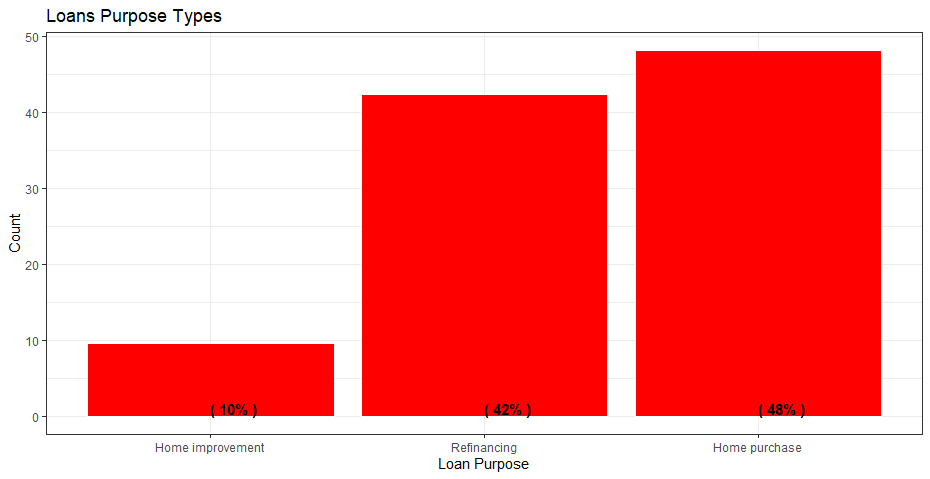 Loans Purpose Types
50
40
30
20
10
0
Count
( 10% )
( 42% )
( 48% )
Home improvement
Refinancing
Home purchase
Loan Purpose